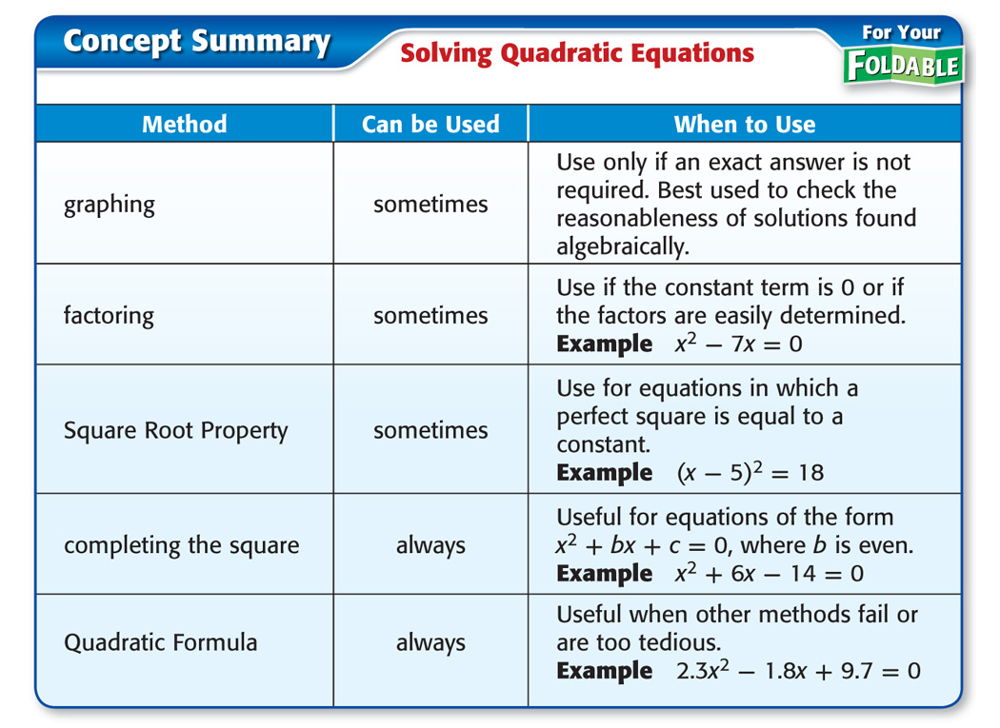 Concept Summary
Solving Quadratic Equations
For Your
FOLDABLE
Method Can be Used When to Use
graphing
sometimes
Use only if an exact answer is not
required. Best used to check the
reasonableness of solutions found
algebraically.
factoring
sometimes
Use if the constant term is 0 or if
the factors are easily determined.
Example x² − 7x = 0
Square Root Property
sometimes
Use for equations in which a
perfect square is equal to a
constant.
Example (x − 5)² = 18
completing the square
always
Useful for equations of the form
x² + bx + c = 0, where b is even.
Example x² + 6x − 14 = 0
Quadratic Formula
always
Useful when other methods fail or
are too tedious.
Example 2.3x² − 1.8x + 9.7 = 0